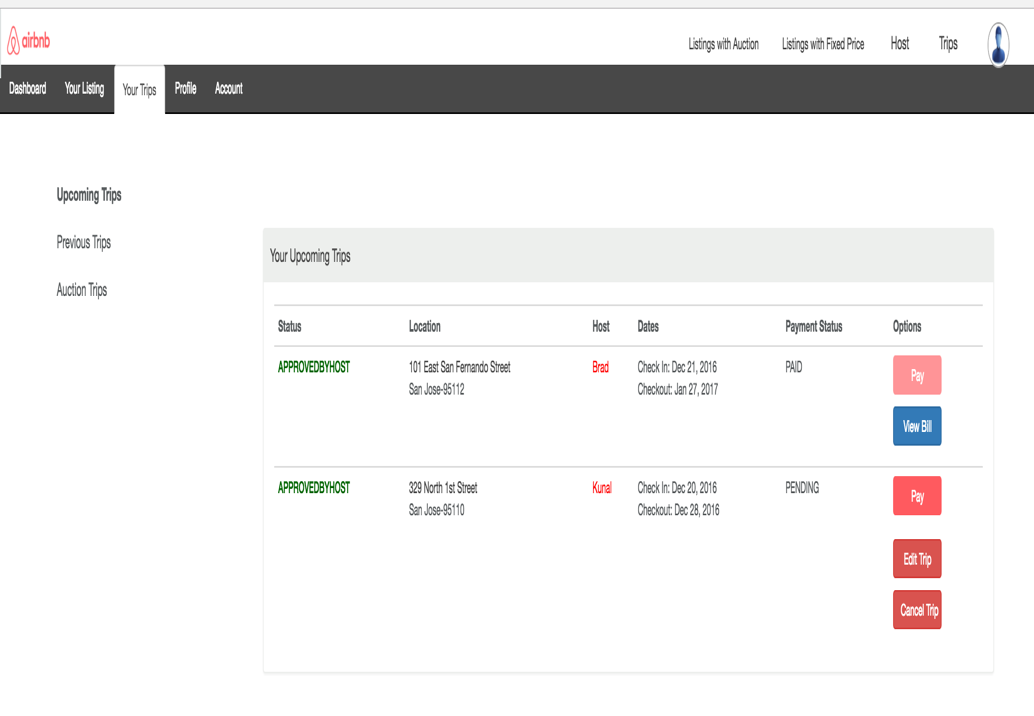 airbnb
Listings with Auction Listings with Fixed Price Host Trips
Dashboard Your Listing Your Trips Profile Account
Upcoming Trips
Previous Trips
Auction Trips
Your Upcoming Trips
Status Location Host Dates Payment Status Options
APPROVEDBYHOST 101 East San Fernando Street Brad Check In: Dec 21, 2016 PAID Pay
San Jose-95112 Checkout: Jan 27, 2017
View Bill
APPROVEDBYHOST 329 North 1st Street Kunal Check In: Dec 20, 2016 PENDING Pay
San Jose-95110 Checkout: Dec 28, 2016
Edit Trip
Cancel Trip